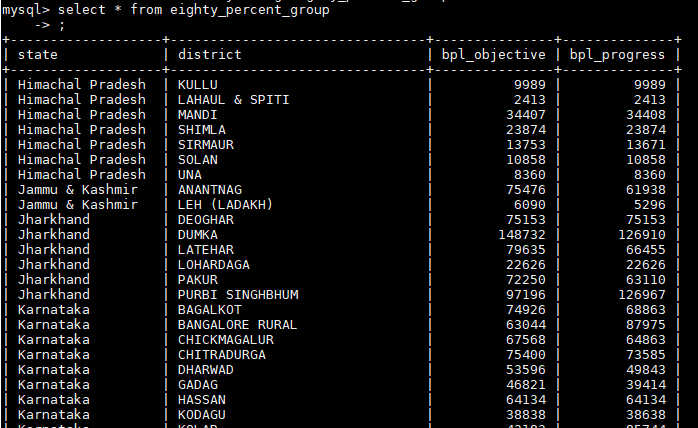 mysql> select * from eighty_percent_group
    -> ;
+-------------------+--------------------------------+---------------+--------------+
| state             | district                       | bpl_objective | bpl_progress |
+-------------------+--------------------------------+---------------+--------------+
| Himachal Pradesh  | KULLU                          |          9989 |         9989 |
| Himachal Pradesh  | LAHAUL & SPITI                 |          2413 |         2413 |
| Himachal Pradesh  | MANDI                          |         34407 |        34408 |
| Himachal Pradesh  | SHIMLA                         |         23874 |        23874 |
| Himachal Pradesh  | SIRMAUR                        |         13753 |        13671 |
| Himachal Pradesh  | SOLAN                          |         10858 |        10858 |
| Himachal Pradesh  | UNA                            |          8360 |         8360 |
| Jammu & Kashmir   | ANANTNAG                       |         75476 |        61938 |
| Jammu & Kashmir   | LEH (LADAKH)                   |          6090 |         5296 |
| Jharkhand         | DEOGHAR                        |         75153 |        75153 |
| Jharkhand         | DUMKA                          |        148732 |       126910 |
| Jharkhand         | LATEHAR                        |         79635 |        66455 |
| Jharkhand         | LOHARDAGA                      |         22626 |        22626 |
| Jharkhand         | PAKUR                          |         72250 |        63110 |
| Jharkhand         | PURBI SINGHBHUM                |         97196 |       126967 |
| Karnataka         | BAGALKOT                       |         74926 |        68863 |
| Karnataka         | BANGALORE RURAL                |         63044 |        87975 |
| Karnataka         | CHICKMAGALUR                   |         67568 |        64863 |
| Karnataka         | CHITRADURGA                    |         75400 |        73585 |
| Karnataka         | DHARWAD                        |         53596 |        49843 |
| Karnataka         | GADAG                          |         46821 |        39414 |
| Karnataka         | HASSAN                         |         64134 |        64134 |
| Karnataka         | KODAGU                         |         38838 |        38638 |
| Karnataka         | KOLAR